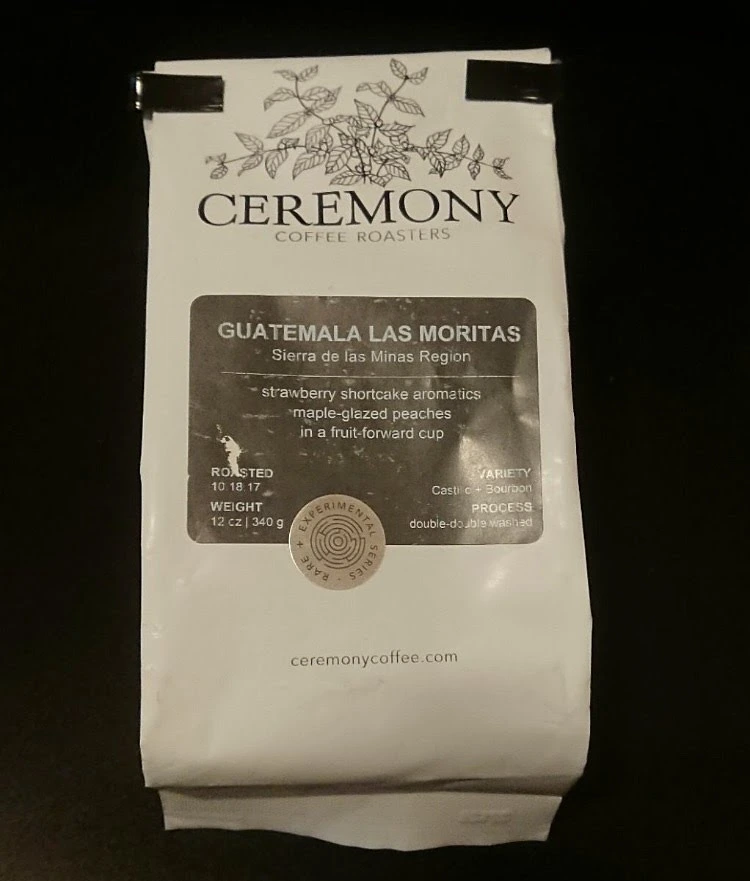 CEREMONY
COFFEE ROASTERS
GUATEMALA LAS MORITAS
Sierra de las Minas Region
strawberry shortcake aromatics
maple-glazed peaches
in a fruit-forward cup
ROASTED
10 18 17
WEIGHT
12 oz | 340 g
VARIETY
Castillo + Bourbon
PROCESS
double-double washed
RARE + EXPERIMENTAL SERIES ·
ceremonycoffee.com